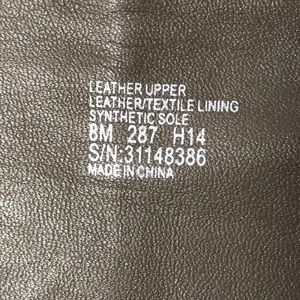 LEATHER UPPER
LEATHER/TEXTILE LINING
SYNTHETIC SOLE
8M 287 H14
S/N:31148386
MADE IN CHINA